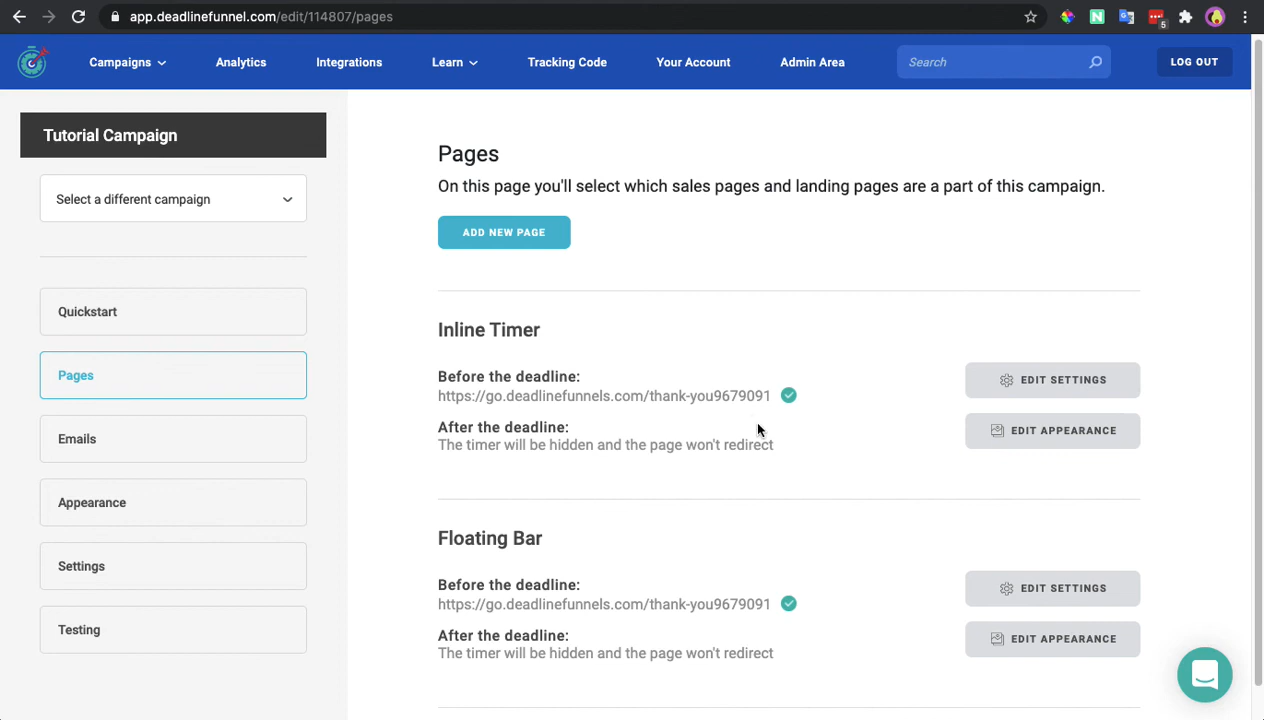 app.deadlinefunnel.com/edit/114807/pages
5
Campaigns
Analytics
Integrations
Learn
Tracking Code
Your Account
Admin Area
Search
LOG OUT
Tutorial Campaign
Select a different campaign
Quickstart
Pages
Emails
Appearance
Settings
Testing
Pages
On this page you'll select which sales pages and landing pages are a part of this campaign.
ADD NEW PAGE
Inline Timer
Before the deadline:
https://go.deadlinefunnels.com/thank-you9679091
After the deadline:
The timer will be hidden and the page won't redirect
EDIT SETTINGS
EDIT APPEARANCE
Floating Bar
Before the deadline:
https://go.deadlinefunnels.com/thank-you9679091
After the deadline:
The timer will be hidden and the page won't redirect
EDIT SETTINGS
EDIT APPEARANCE